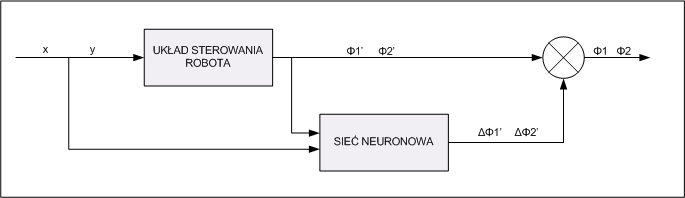 x y
UKŁAD STEROWANIA
ROBOTA
Φ1' Φ2'
Φ1 Φ2
SIEĆ NEURONOWA
ΔΦ1' ΔΦ2'